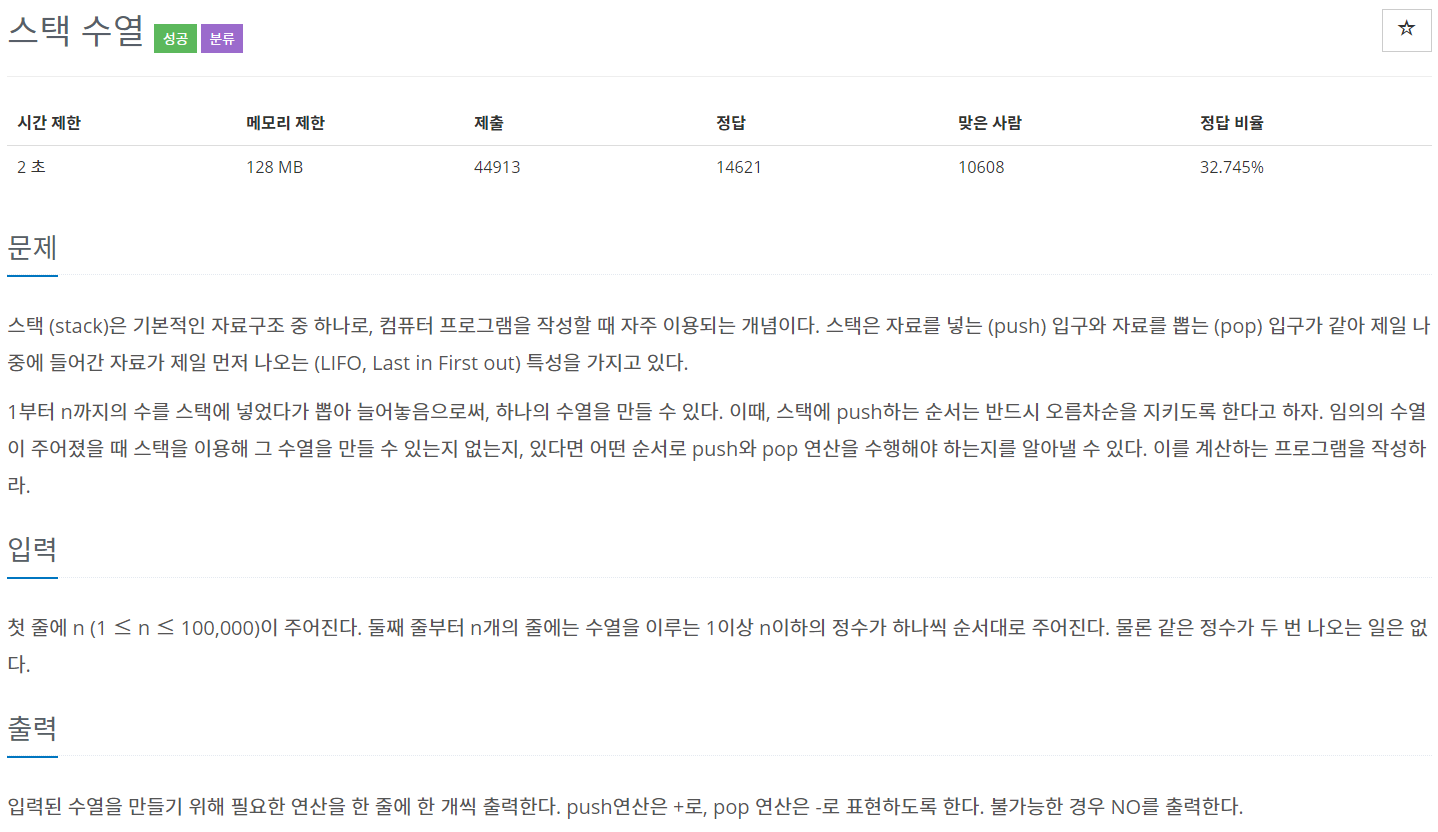 스택 수열 성공 분류
☆
시간 제한 메모리 제한 제출 정답 맞은 사람 정답 비율
2 초 128 MB 44913 14621 10608 32.745%
문제
스택 (stack)은 기본적인 자료구조 중 하나로, 컴퓨터 프로그램을 작성할 때 자주 이용되는 개념이다. 스택은 자료를 넣는 (push) 입구와 자료를 뽑는 (pop) 입구가 같아 제일 나
중에 들어간 자료가 제일 먼저 나오는 (LIFO, Last in First out) 특성을 가지고 있다.
1부터 n까지의 수를 스택에 넣었다가 뽑아 늘어놓음으로써, 하나의 수열을 만들 수 있다. 이때, 스택에 push하는 순서는 반드시 오름차순을 지키도록 한다고 하자. 임의의 수열
이 주어졌을 때 스택을 이용해 그 수열을 만들 수 있는지 없는지, 있다면 어떤 순서로 push와 pop 연산을 수행해야 하는지를 알아낼 수 있다. 이를 계산하는 프로그램을 작성하
라.
입력
첫 줄에 n (1 ≤ n ≤ 100,000)이 주어진다. 둘째 줄부터 n개의 줄에는 수열을 이루는 1이상 n이하의 정수가 하나씩 순서대로 주어진다. 물론 같은 정수가 두 번 나오는 일은 없
다.
출력
입력된 수열을 만들기 위해 필요한 연산을 한 줄에 한 개씩 출력한다. push연산은 +로, pop 연산은 -로 표현하도록 한다. 불가능한 경우 NO를 출력한다.